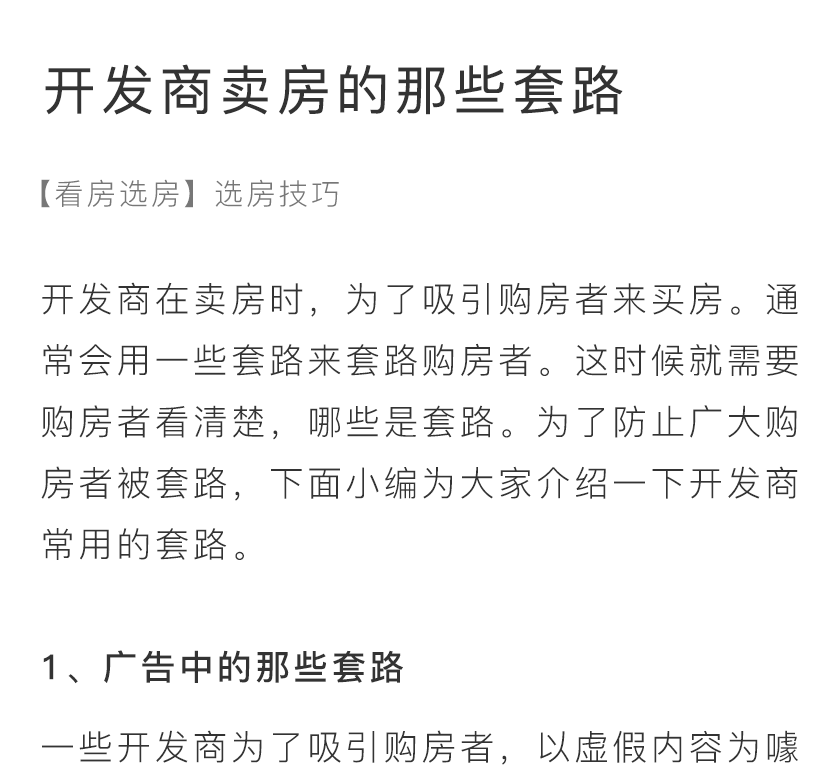 开发商卖房的那些套路
【看房选房】选房技巧
开发商在卖房时，为了吸引购房者来买房。通
常会用一些套路来套路购房者。这时候就需要
购房者看清楚，哪些是套路。为了防止广大购
房者被套路，下面小编为大家介绍一下开发商
常用的套路。
1、广告中的那些套路
一些开发商为了吸引购房者，以虚假内容为噱